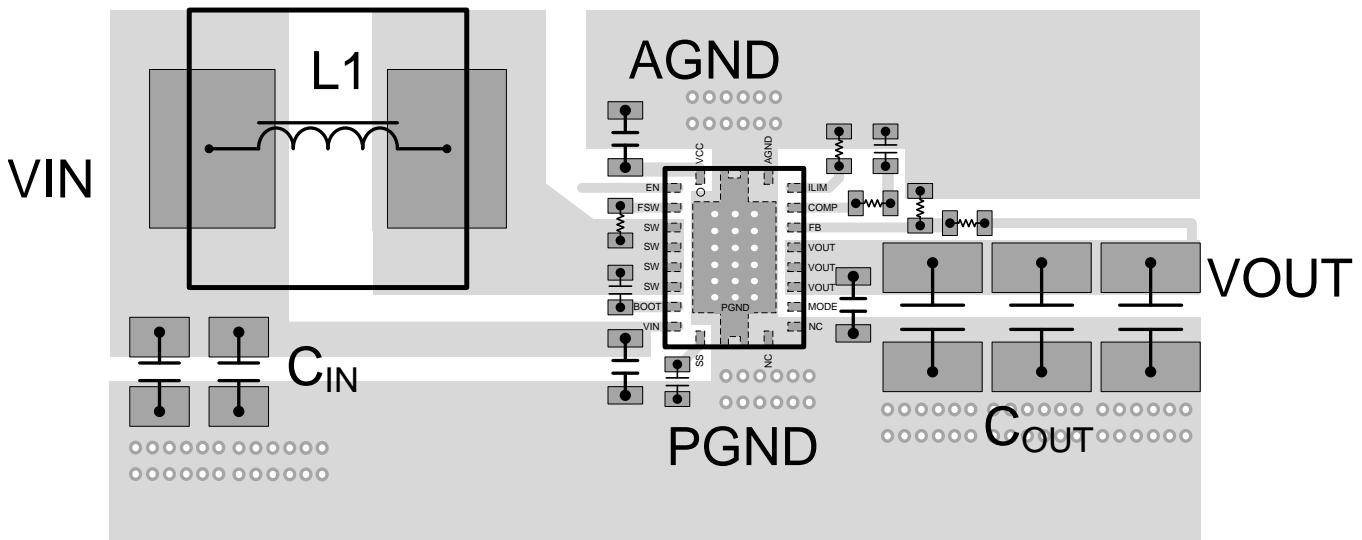 L1
AGND
VIN
VCC
AGND
EN
ILIM
FSW
COMP
SW
FB
SW
VOUT
SW
VOUT
SW
VOUT
VOUT
BOOT
PGND
MODE
VIN
NC
CIN
SS
NC
PGND
COUT